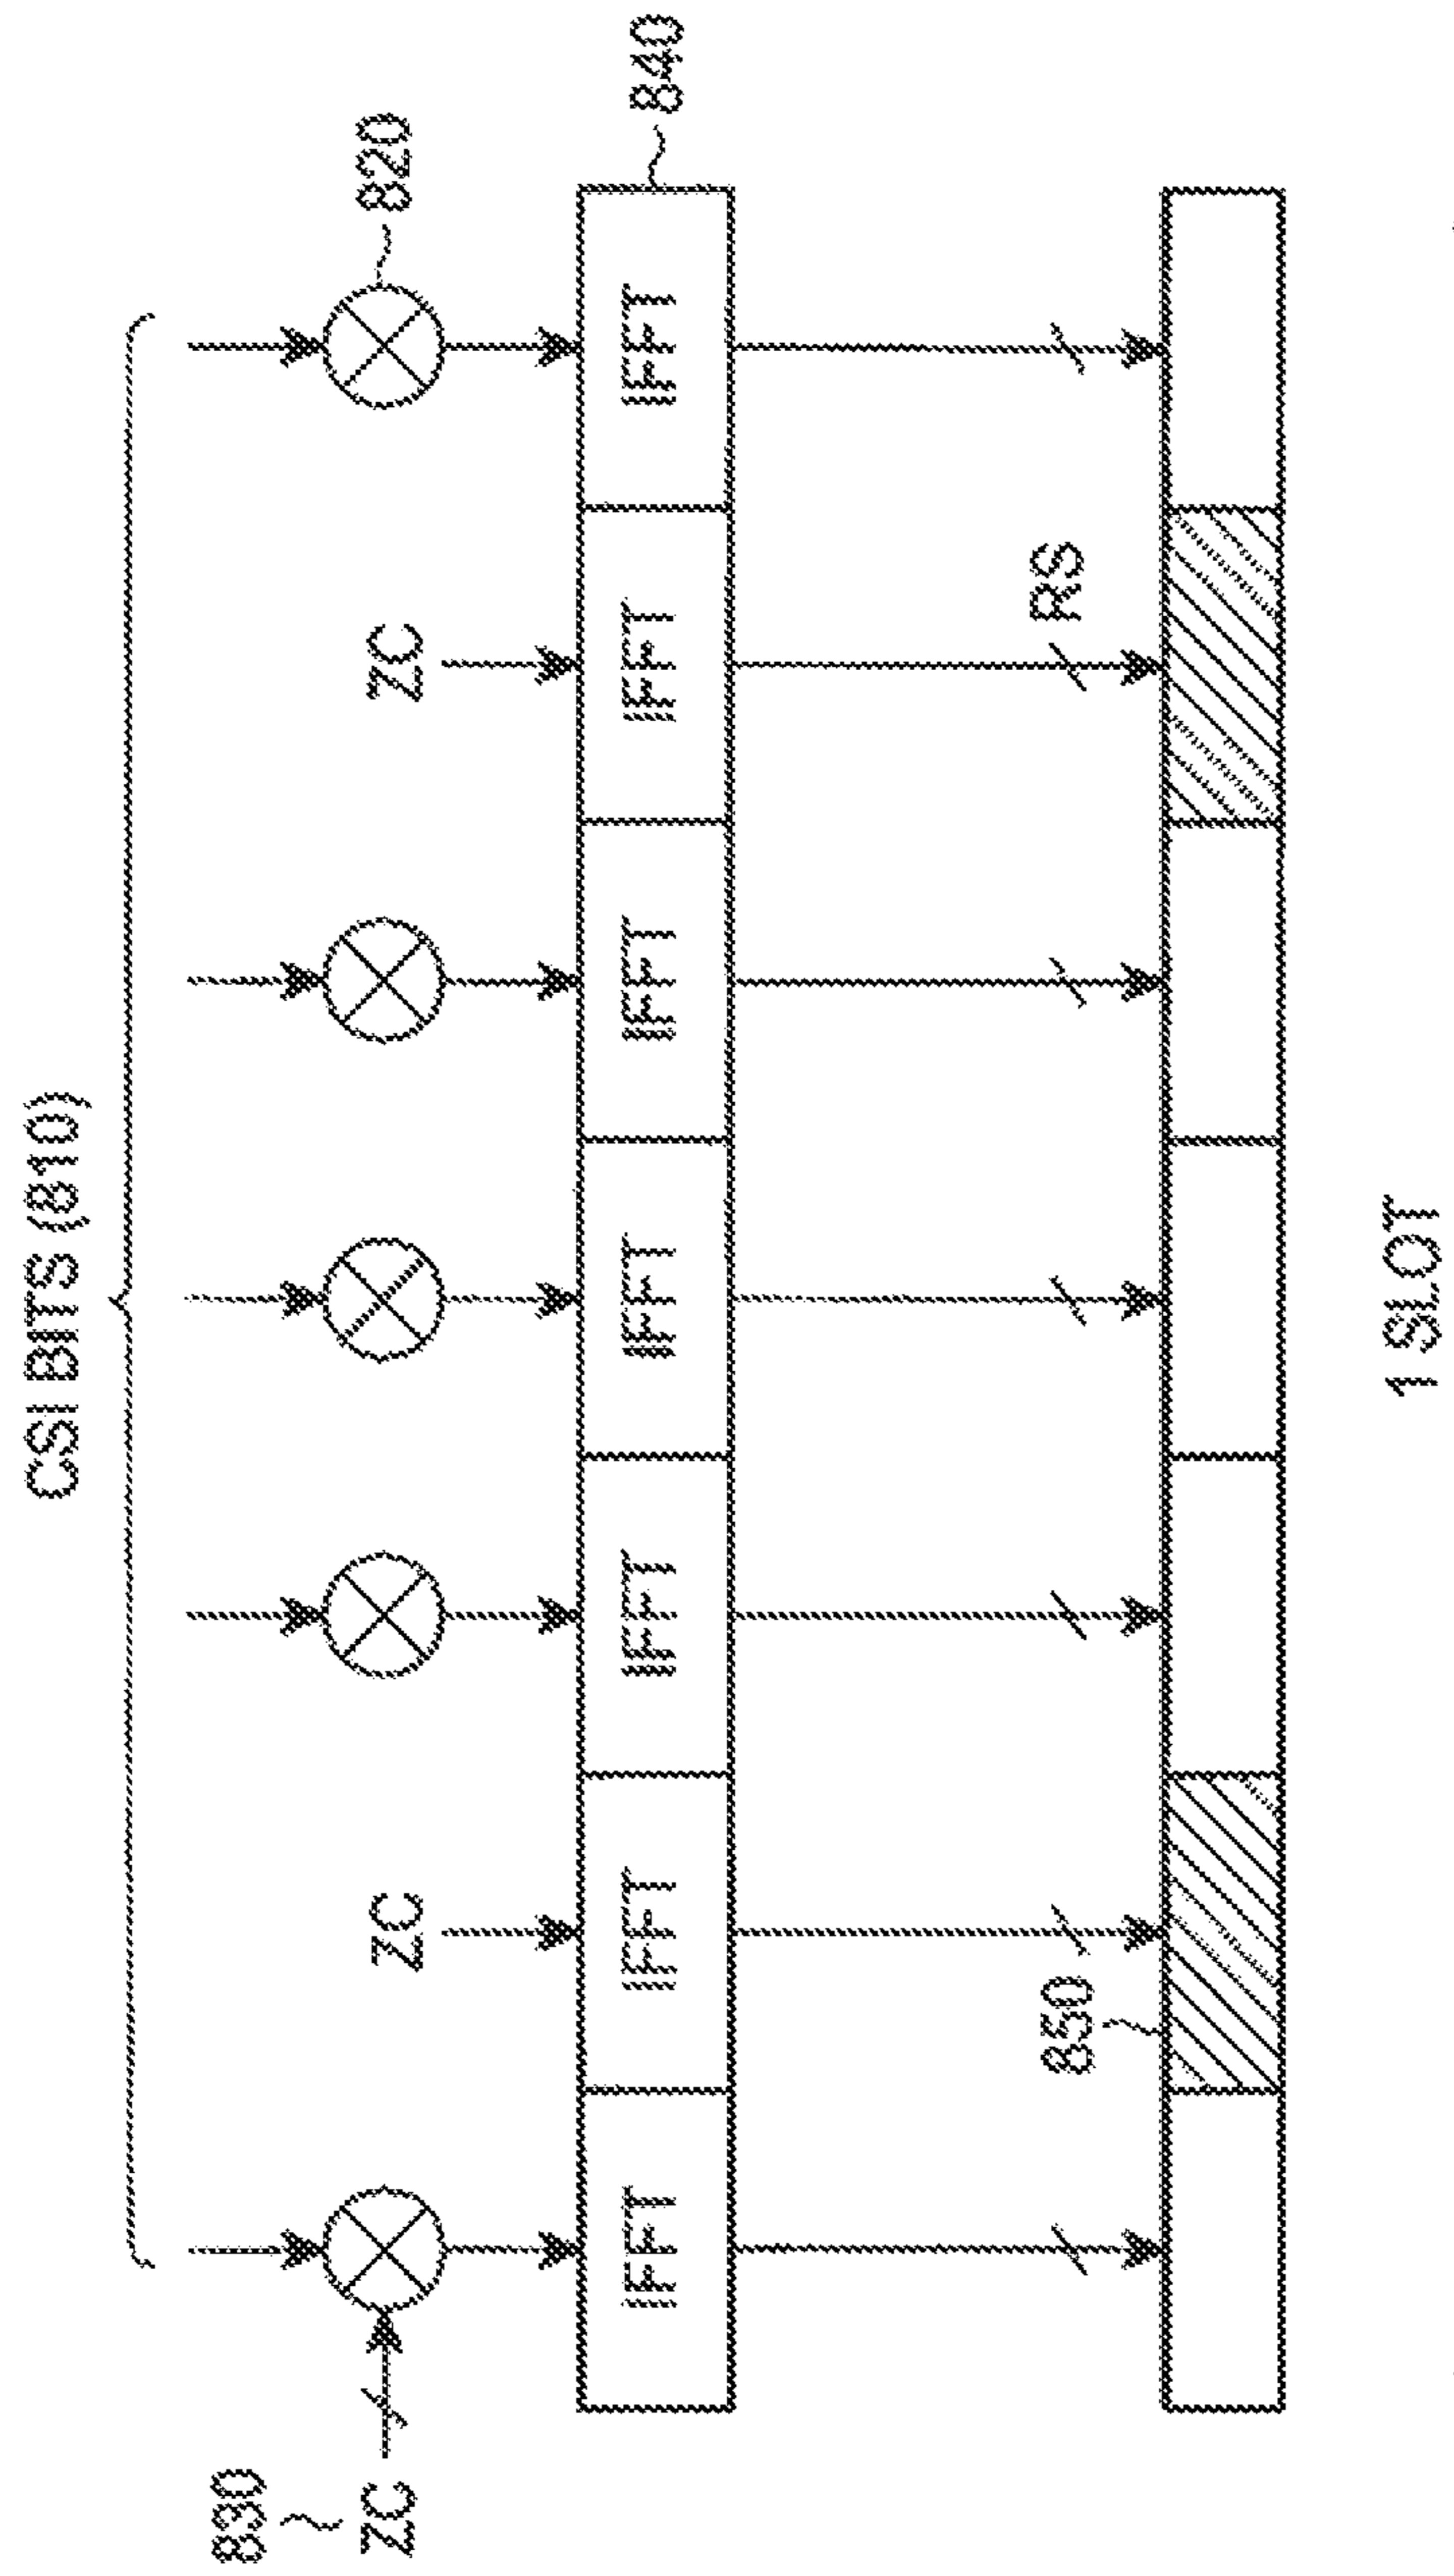 CSI BITS (810)
830
ZC
820
ZC
ZC
840
IFFT
IFFT
IFFT
IFFT
IFFT
IFFT
IFFT
850
RS
1 SLOT